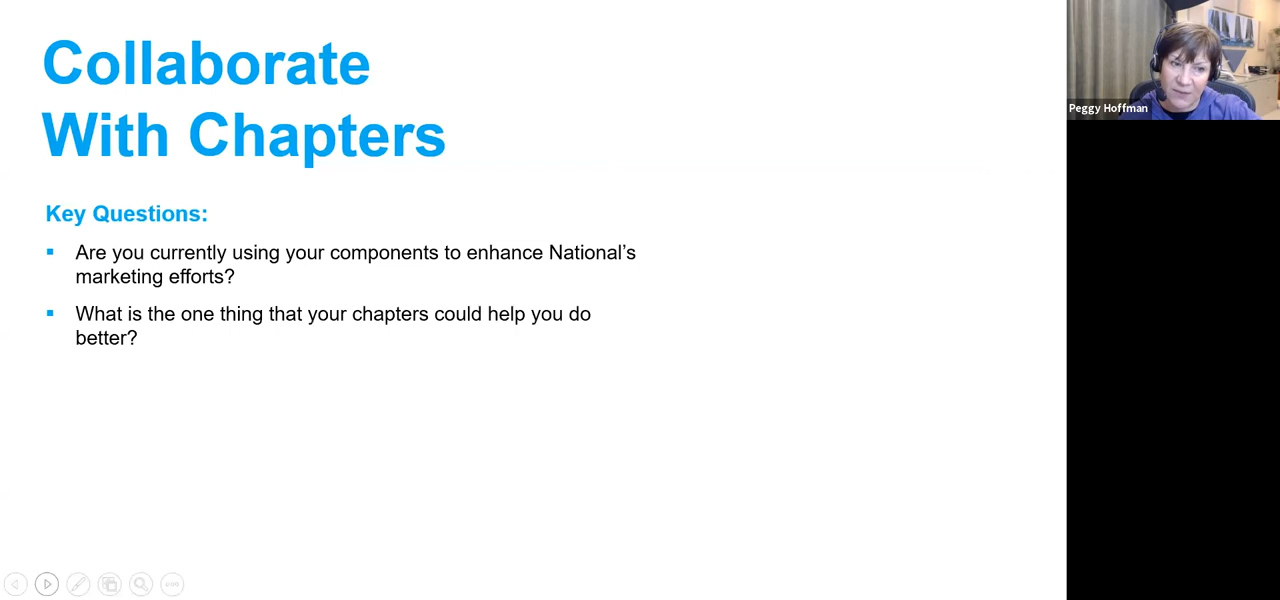 Collaborate
With Chapters
Key Questions:
▪ Are you currently using your components to enhance National’s
marketing efforts?
▪ What is the one thing that your chapters could help you do
better?
Peggy Hoffman